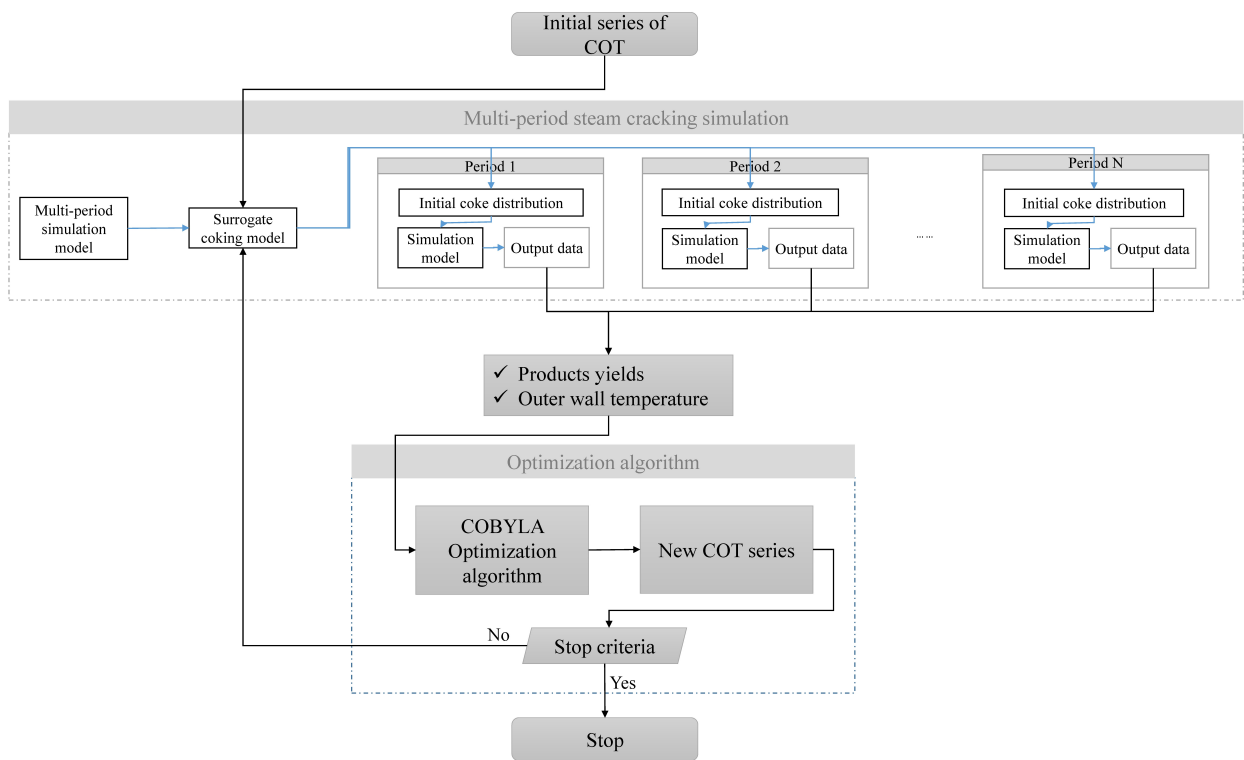 Initial series of
COT
Multi-period steam cracking simulation
Multi-period
simulation
model
Surrogate
coking model
Period 1
Initial coke distribution
Simulation
model
Output data
Period 2
Initial coke distribution
Simulation
model
Output data
... ...
Period N
Initial coke distribution
Simulation
model
Output data
✓ Products yields
✓ Outer wall temperature
Optimization algorithm
COBYLA
Optimization
algorithm
New COT series
No
Stop criteria
Yes
Stop